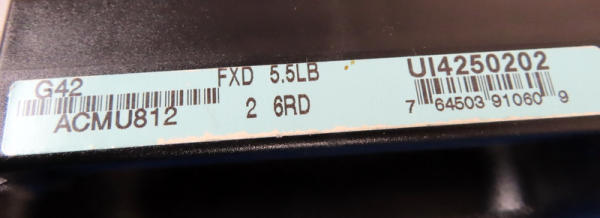 G42 FXD 5.5LB UI4250202
ACMU812 2 6RD 7 64503 91060 9